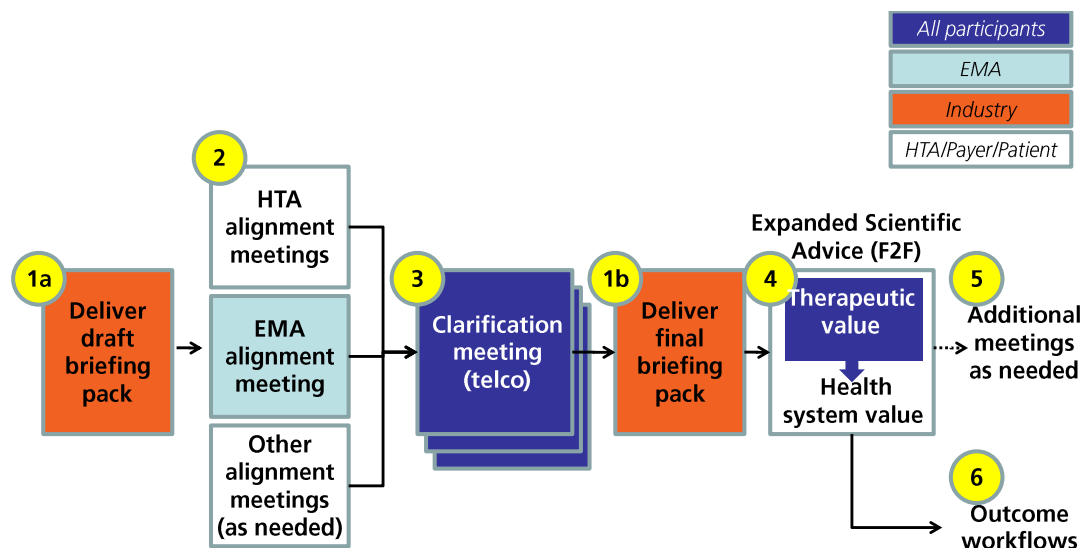 All participants
EMA
Industry
HTA/Payer/Patient
1a
Deliver
draft
briefing
pack
2
HTA
alignment
meetings
EMA
alignment
meeting
Other
alignment
meetings
(as needed)
3
Clarification
meeting
(telco)
1b
Deliver
final
briefing
pack
Expanded Scientific
Advice (F2F)
4
Therapeutic
value
Health
system value
5
Additional
meetings
as needed
6
Outcome
workflows